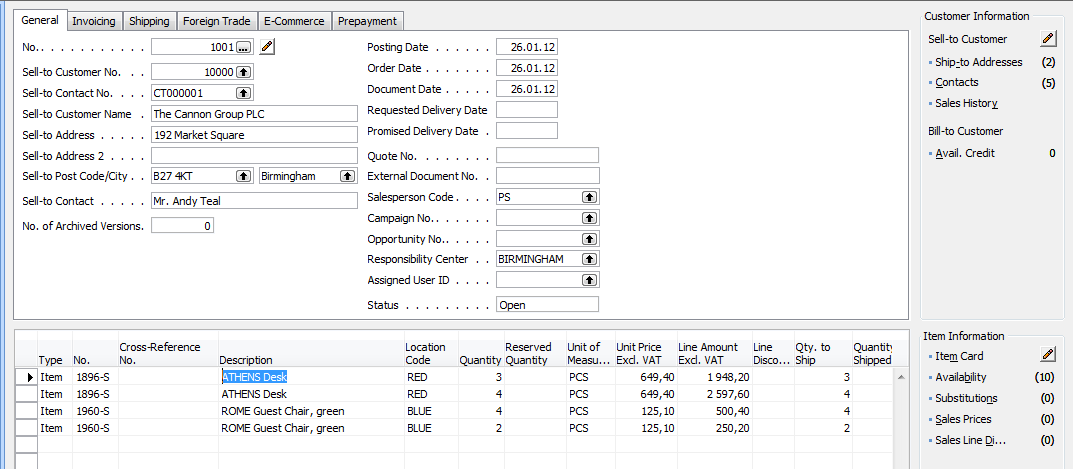 General Invoicing Shipping Foreign Trade E-Commerce Prepayment
No. . . . . . . . . . . . 1001 ...
Sell-to Customer No. . . . 10000
Sell-to Contact No. . . . . CT000001
Sell-to Customer Name . The Cannon Group PLC
Sell-to Address . . . . . 192 Market Square
Sell-to Address 2 . . . .
Sell-to Post Code/City . . B27 4KT Birmingham
Sell-to Contact . . . . . Mr. Andy Teal
No. of Archived Versions. 0
Posting Date . . . . . . 26.01.12
Order Date . . . . . . . 26.01.12
Document Date . . . . . 26.01.12
Requested Delivery Date
Promised Delivery Date .
Quote No. . . . . . . .
External Document No. .
Salesperson Code . . . . PS
Campaign No. . . . . .
Opportunity No. . . . .
Responsibility Center . . BIRMINGHAM
Assigned User ID . . . .
Status . . . . . . . . . Open
Customer Information
Sell-to Customer
Ship-to Addresses (2)
Contacts (5)
Sales History
Bill-to Customer
Avail. Credit 0
Type No. Cross-Reference No. Description Location Code Quantity Reserved Quantity Unit of Measu... Unit Price Excl. VAT Line Amount Excl. VAT Line Disco... Qty. to Ship Quantity Shipped
Item 1896-S ATHENS Desk RED 3 PCS 649,40 1 948,20 3
Item 1896-S ATHENS Desk RED 4 PCS 649,40 2 597,60 4
Item 1960-S ROME Guest Chair, green BLUE 4 PCS 125,10 500,40 4
Item 1960-S ROME Guest Chair, green BLUE 2 PCS 125,10 250,20 2
Item Information
Item Card
Availability (10)
Substitutions (0)
Sales Prices (0)
Sales Line Di... (0)